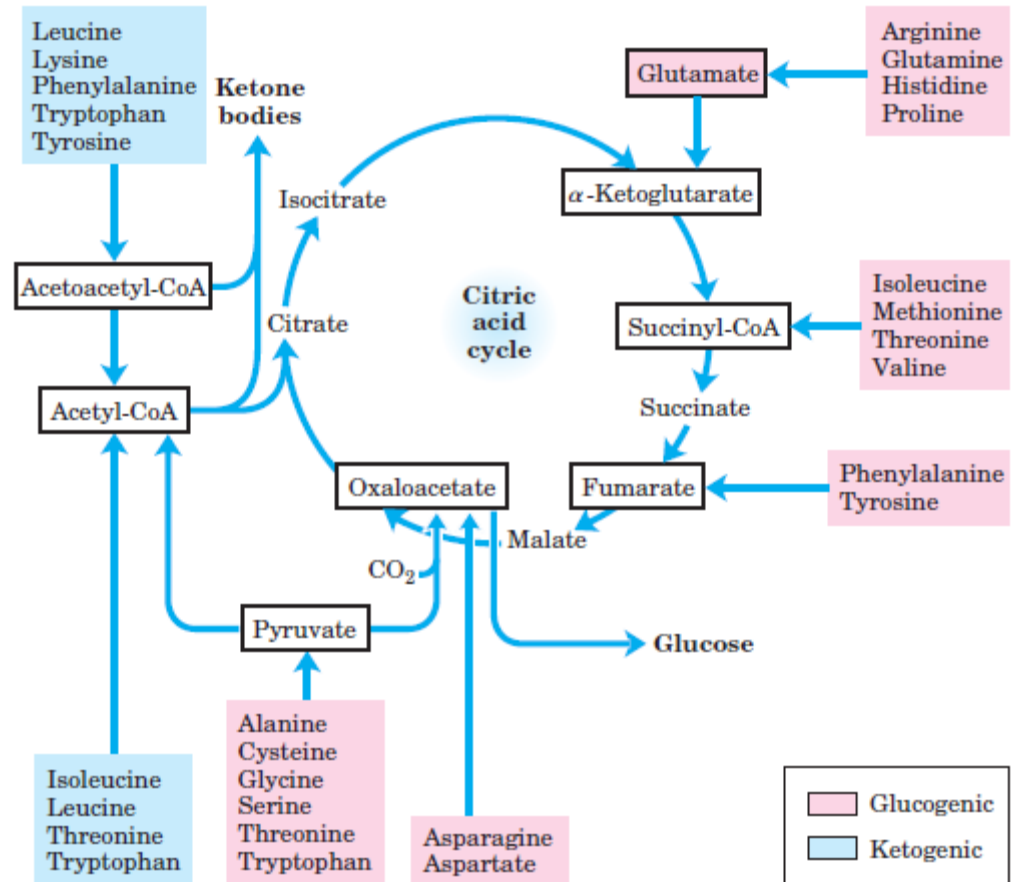 Leucine
Lysine
Phenylalanine
Tryptophan
Tyrosine
Ketone
bodies
Glutamate
Arginine
Glutamine
Histidine
Proline
Isocitrate
α-Ketoglutarate
Acetoacetyl-CoA
Citrate
Citric
acid
cycle
Succinyl-CoA
Isoleucine
Methionine
Threonine
Valine
Acetyl-CoA
Succinate
Oxaloacetate
Fumarate
Phenylalanine
Tyrosine
Malate
CO₂
Pyruvate
Glucose
Isoleucine
Leucine
Threonine
Tryptophan
Alanine
Cysteine
Glycine
Serine
Threonine
Tryptophan
Asparagine
Aspartate
Glucogenic
Ketogenic